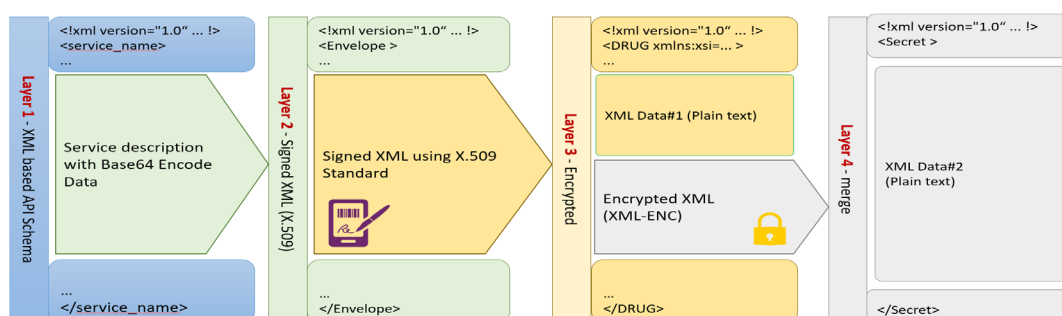 Layer 1 - XML based API Schema
<!xml version="1.0“ ... !>
<service_name>
...
Service description
with Base64 Encode
Data
...
</service_name>
Layer 2 - Signed XML (X.509)
<!xml version="1.0“ ... !>
<Envelope >
...
Signed XML using X.509
Standard
Re
...
</Envelope>
Layer 3 - Encrypted
<!xml version="1.0“ ... !>
<DRUG xmlns:xsi=... >
...
XML Data#1 (Plain text)
Encrypted XML
(XML-ENC)
...
</DRUG>
Layer 4 - merge
<!xml version="1.0“ ... !>
<Secret >
XML Data#2
(Plain text)
</Secret>